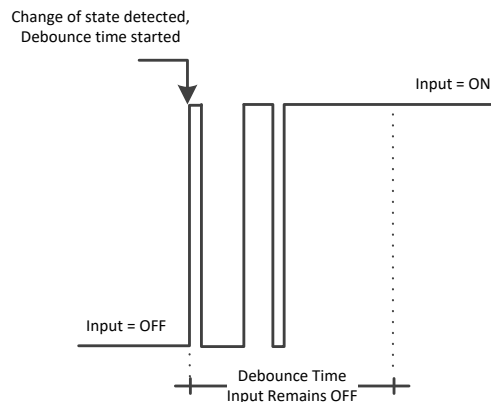 Change of state detected,
Debounce time started
Input = ON
Input = OFF
Debounce Time
Input Remains OFF